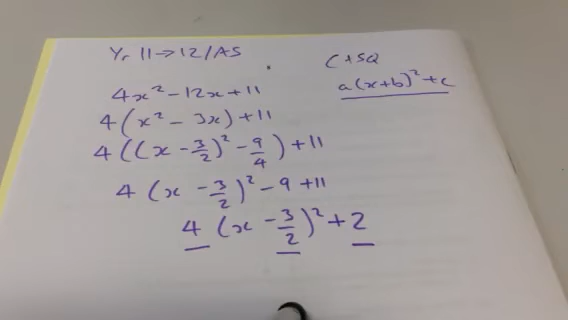 Yr 11→12/AS
C+SQ
a(x+b)²+c
4x²-12x+11
4(x²-3x)+11
4((x-3/2)²-9/4)+11
4(x-3/2)²-9+11
4(x-3/2)²+2